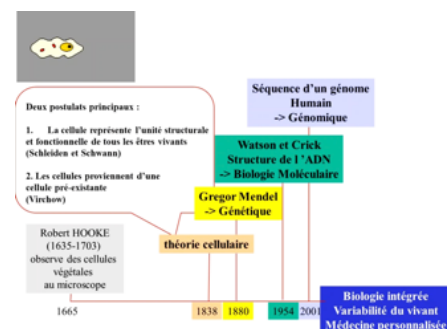 Séquence d'un génome
Humain
-> Génomique
Deux postulats principaux :
1. La cellule représente l'unité structurale
et fonctionnelle de tous les êtres vivants
(Schleiden et Schwann)
2. Les cellules proviennent d'une
cellule pré-existante
(Virchow)
Watson et Crick
Structure de l 'ADN
-> Biologie Moléculaire
Gregor Mendel
-> Génétique
Robert HOOKE
(1635-1703)
observe des cellules
végétales
au microscope
théorie cellulaire
1665
1838
1880
1954
2001
Biologie intégrée
Variabilité du vivant
Médecine personnalisée